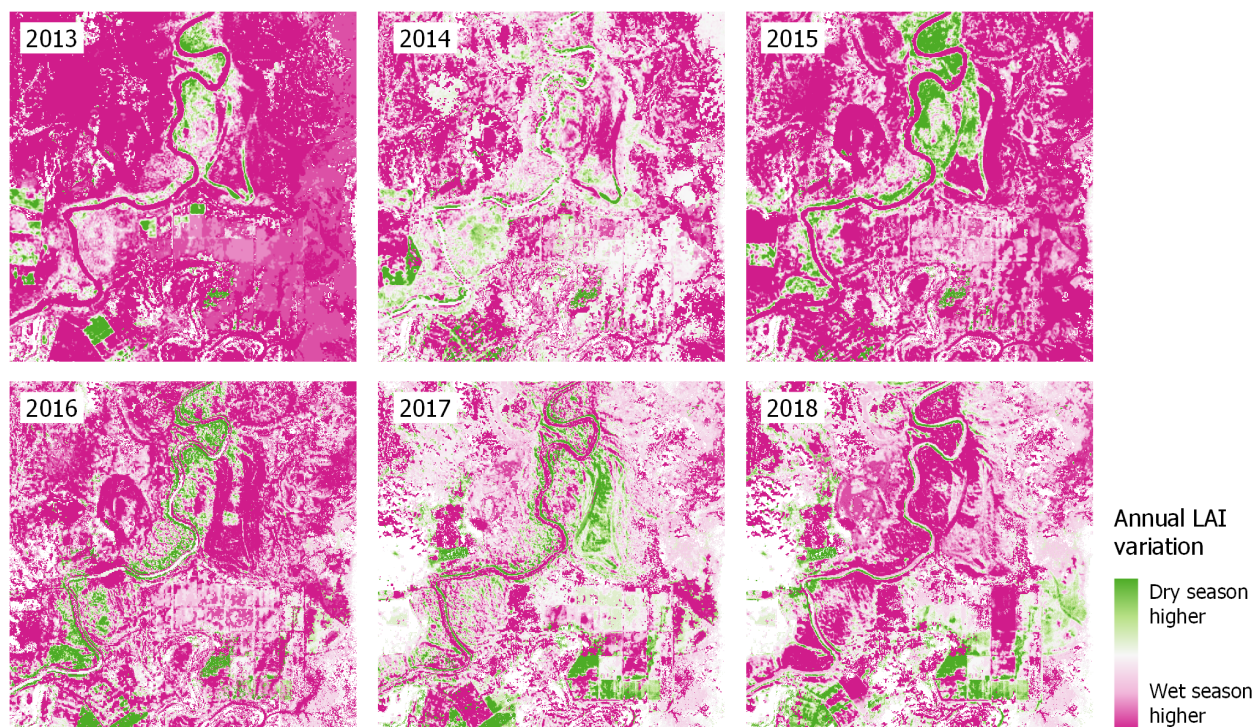 2013
2014
2015
2016
2017
2018
Annual LAI
variation
Dry season
higher
Wet season
higher